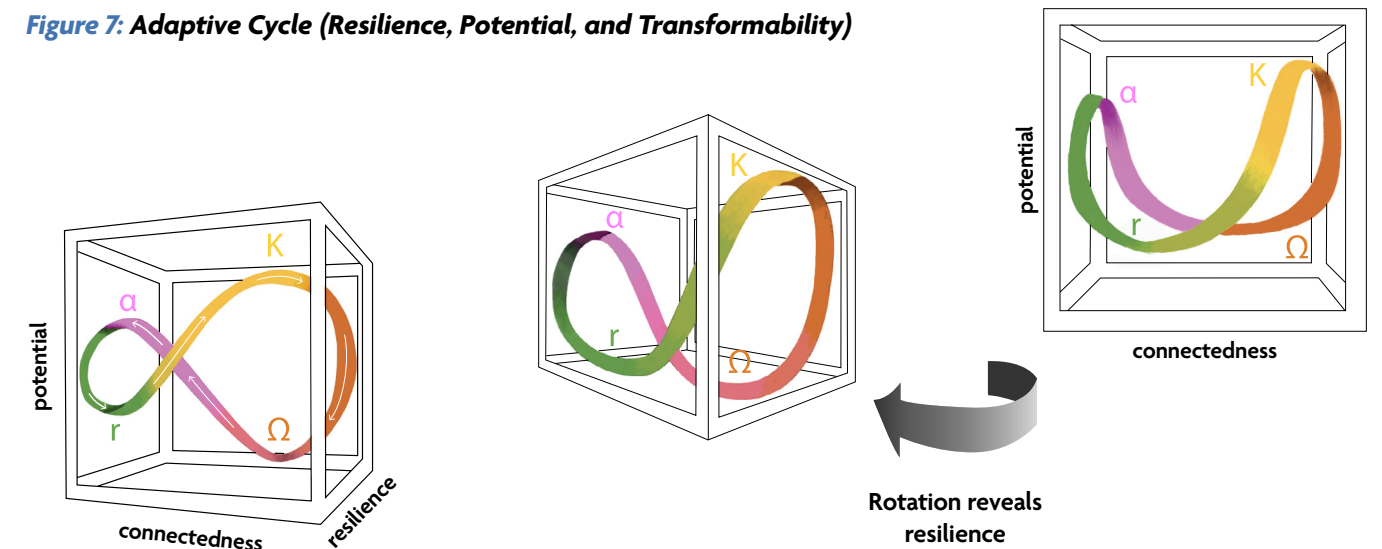 Figure 7: Adaptive Cycle (Resilience, Potential, and Transformability)
potential
α
K
r
Ω
connectedness
resilience
α
K
r
Ω
potential
α
K
r
Ω
connectedness
Rotation reveals
resilience